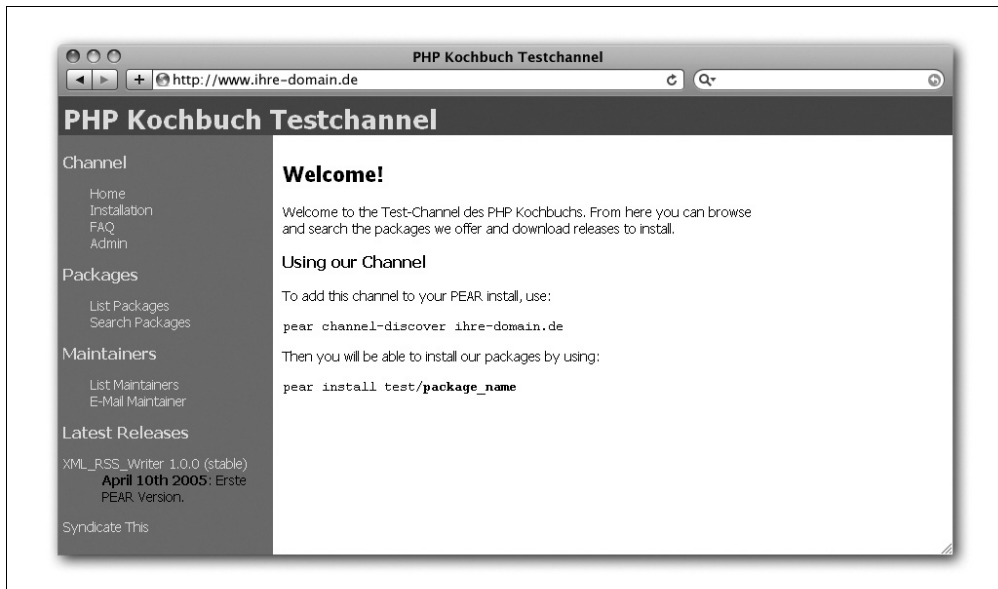 PHP Kochbuch Testchannel
http://www.ihre-domain.de
PHP Kochbuch Testchannel
Channel
Home
Installation
FAQ
Admin
Packages
List Packages
Search Packages
Maintainers
List Maintainers
E-Mail Maintainer
Latest Releases
XML_RSS_Writer 1.0.0 (stable)
April 10th 2005: Erste
PEAR Version.
Syndicate This
Welcome!
Welcome to the Test-Channel des PHP Kochbuchs. From here you can browse
and search the packages we offer and download releases to install.
Using our Channel
To add this channel to your PEAR install, use:
pear channel-discover ihre-domain.de
Then you will be able to install our packages by using:
pear install test/package_name